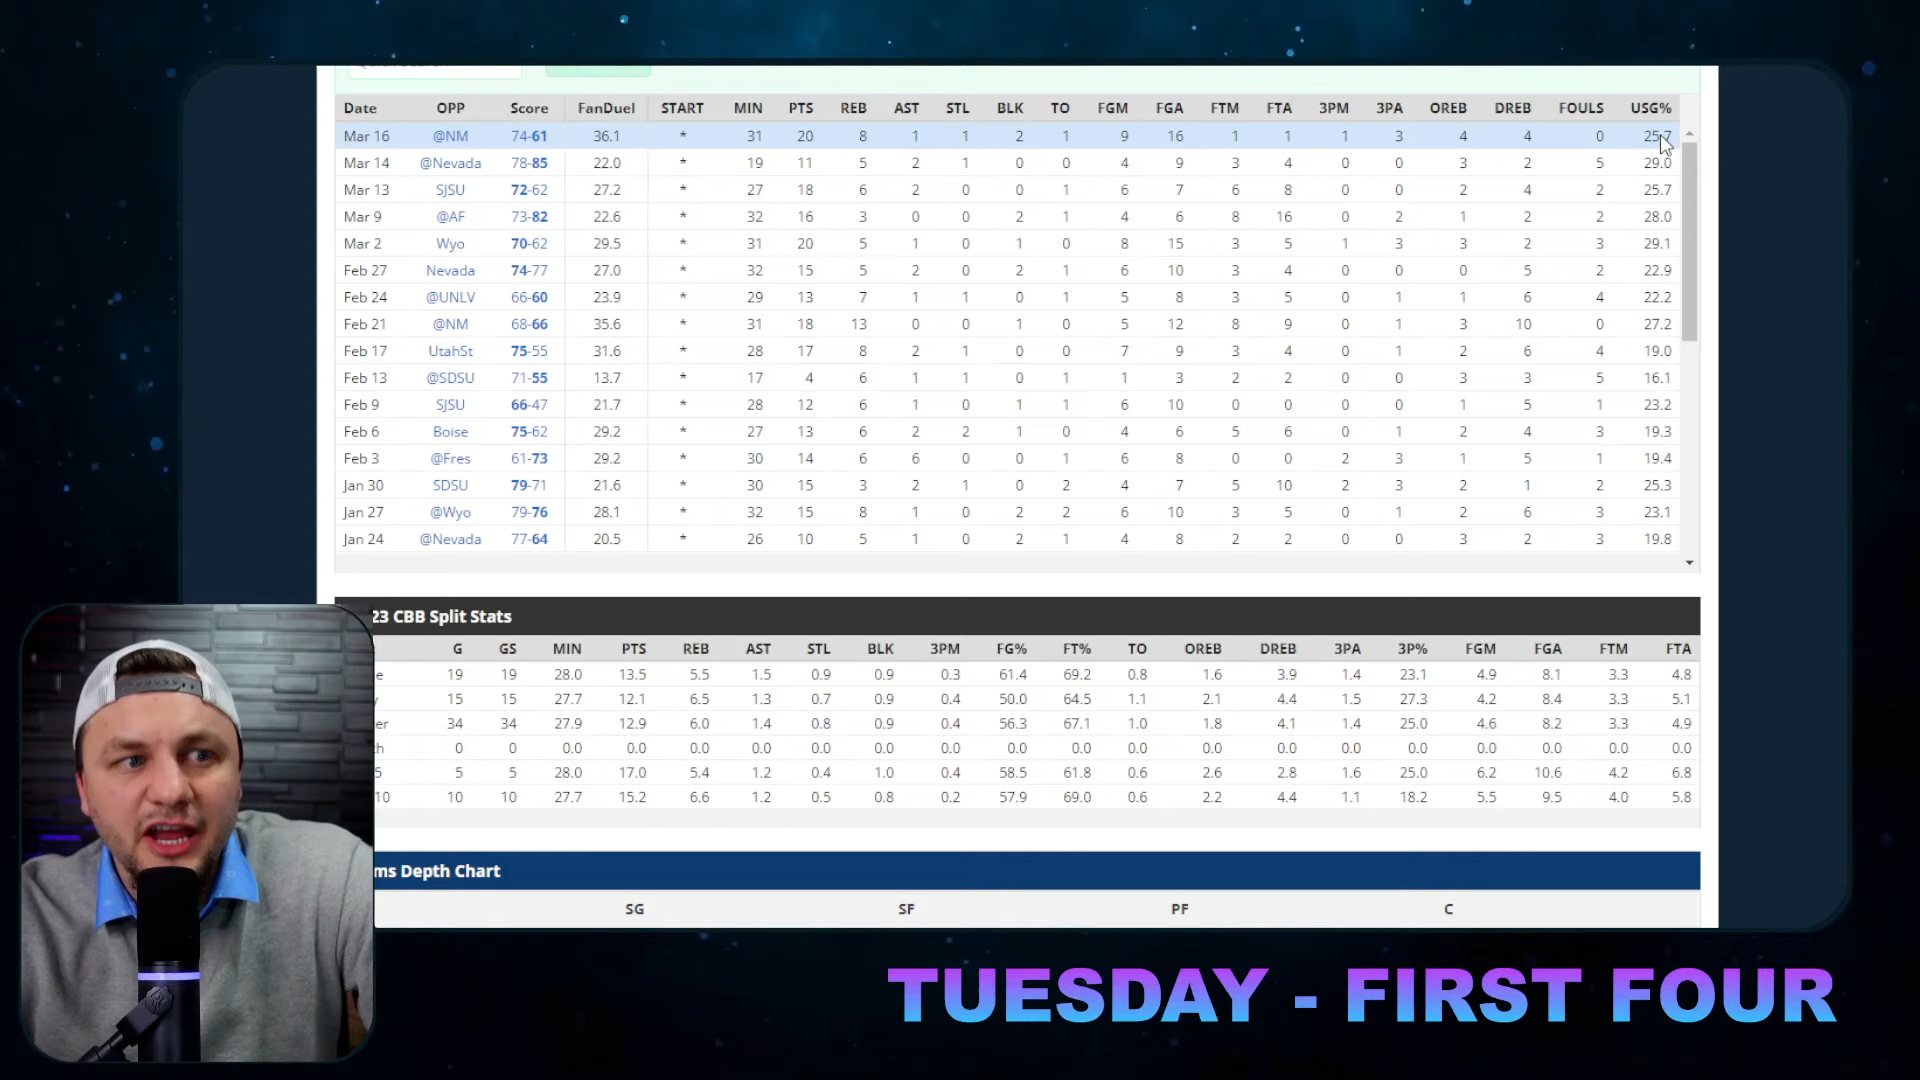 Date OPP Score FanDuel START MIN PTS REB AST STL BLK TO FGM FGA FTM FTA 3PM 3PA OREB DREB FOULS USG%
Mar 16 @NM 74-61 36.1 * 31 20 8 1 1 2 1 9 16 1 1 1 3 4 4 0 25.7
Mar 14 @Nevada 78-85 22.0 * 19 11 5 2 1 0 0 4 9 3 4 0 0 3 2 5 29.0
Mar 13 SJSU 72-62 27.2 * 27 18 6 2 0 0 1 6 7 6 8 0 0 2 4 2 25.7
Mar 9 @AF 73-82 22.6 * 32 16 3 0 0 2 1 4 6 8 16 0 2 1 2 2 28.0
Mar 2 Wyo 70-62 29.5 * 31 20 5 1 0 1 0 8 15 3 5 1 3 3 2 3 29.1
Feb 27 Nevada 74-77 27.0 * 32 15 5 2 0 2 1 6 10 3 4 0 0 0 5 2 22.9
Feb 24 @UNLV 66-60 23.9 * 29 13 7 1 1 0 1 5 8 3 5 0 1 1 6 4 22.2
Feb 21 @NM 68-66 35.6 * 31 18 13 0 0 1 0 5 12 8 9 0 1 3 10 0 27.2
Feb 17 UtahSt 75-55 31.6 * 28 17 8 2 1 0 0 7 9 3 4 0 1 2 6 4 19.0
Feb 13 @SDSU 71-55 13.7 * 17 4 6 1 1 0 1 1 3 2 2 0 0 3 3 5 16.1
Feb 9 SJSU 66-47 21.7 * 28 12 6 1 0 1 1 6 10 0 0 0 0 1 5 1 23.2
Feb 6 Boise 75-62 29.2 * 27 13 6 2 2 1 0 4 6 5 6 0 1 2 4 3 19.3
Feb 3 @Fres 61-73 29.2 * 30 14 6 6 0 0 1 6 8 0 0 2 3 1 5 1 19.4
Jan 30 SDSU 79-71 21.6 * 30 15 3 2 1 0 2 4 7 5 10 2 3 2 1 2 25.3
Jan 27 @Wyo 79-76 28.1 * 32 15 8 1 0 2 2 6 10 3 5 0 1 2 6 3 23.1
Jan 24 @Nevada 77-64 20.5 * 26 10 5 1 0 2 1 4 8 2 2 0 0 3 2 3 19.8
23 CBB Split Stats
G GS MIN PTS REB AST STL BLK 3PM FG% FT% TO OREB DREB 3PA 3P% FGM FGA FTM FTA
e 19 19 28.0 13.5 5.5 1.5 0.9 0.9 0.3 61.4 69.2 0.8 1.6 3.9 1.4 23.1 4.9 8.1 3.3 4.8
15 15 27.7 12.1 6.5 1.3 0.7 0.9 0.4 50.0 64.5 1.1 2.1 4.4 1.5 27.3 4.2 8.4 3.3 5.1
er 34 34 27.9 12.9 6.0 1.4 0.8 0.9 0.4 56.3 67.1 1.0 1.8 4.1 1.4 25.0 4.6 8.2 3.3 4.9
ch 0 0 0.0 0.0 0.0 0.0 0.0 0.0 0.0 0.0 0.0 0.0 0.0 0.0 0.0 0.0 0.0 0.0 0.0 0.0
5 5 5 28.0 17.0 5.4 1.2 0.4 1.0 0.4 58.5 61.8 0.6 2.6 2.8 1.6 25.0 6.2 10.6 4.2 6.8
10 10 10 27.7 15.2 6.6 1.2 0.5 0.8 0.2 57.9 69.0 0.6 2.2 4.4 1.1 18.2 5.5 9.5 4.0 5.8
ms Depth Chart
SG SF PF C
TUESDAY - FIRST FOUR